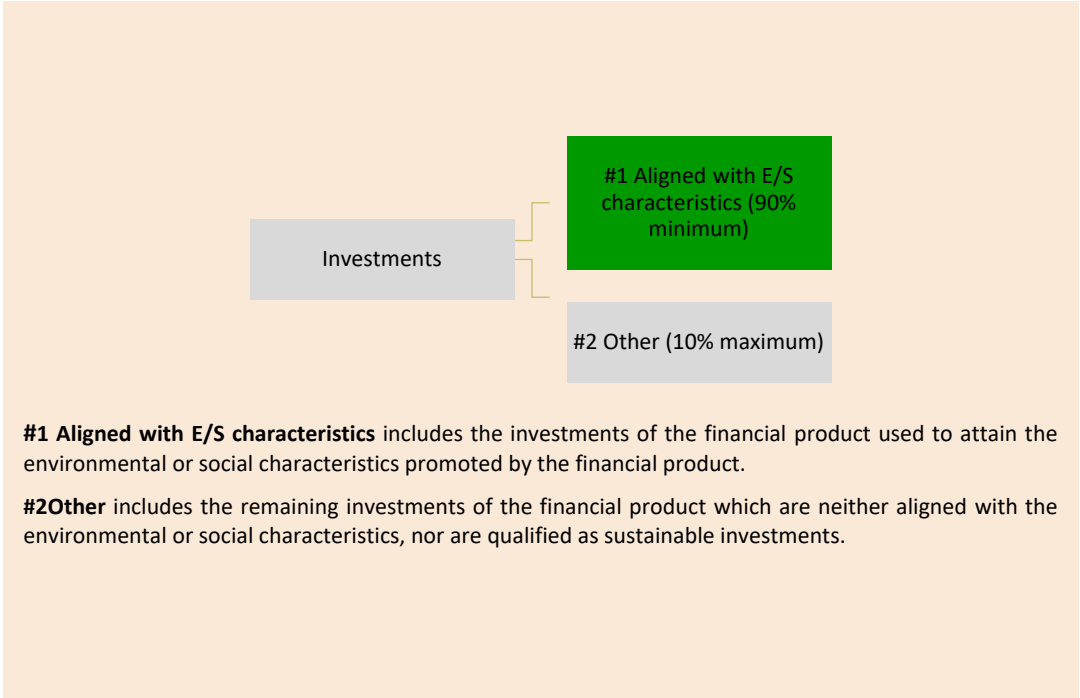 #1 Aligned with E/S
characteristics (90%
minimum)
Investments
#2 Other (10% maximum)
#1 Aligned with E/S characteristics includes the investments of the financial product used to attain the
environmental or social characteristics promoted by the financial product.
#2Other includes the remaining investments of the financial product which are neither aligned with the
environmental or social characteristics, nor are qualified as sustainable investments.